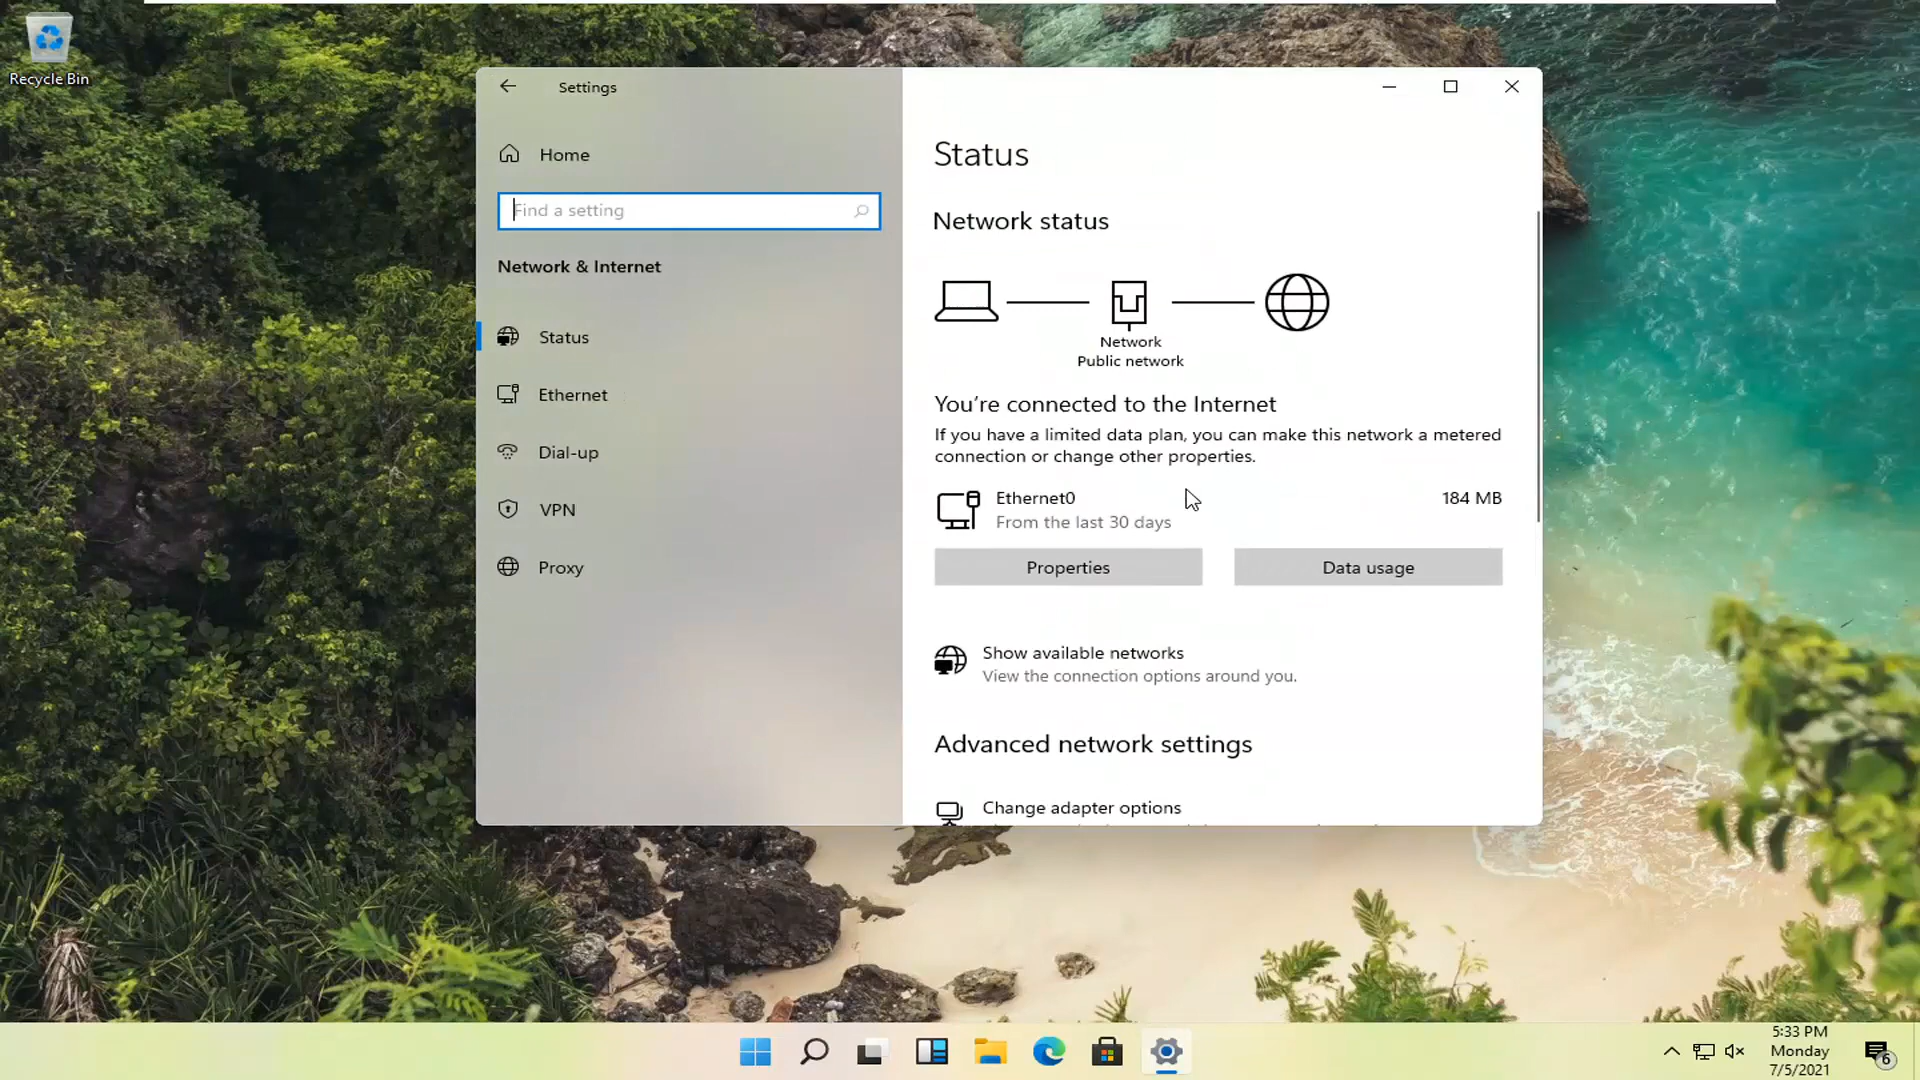 Recycle Bin
Settings
Home
Find a setting
Network & Internet
Status
Ethernet
Dial-up
VPN
Proxy
Status
Network status
Network
Public network
You're connected to the Internet
If you have a limited data plan, you can make this network a metered
connection or change other properties.
Ethernet0
184 MB
From the last 30 days
Properties
Data usage
Show available networks
View the connection options around you.
Advanced network settings
Change adapter options
5:33 PM
Monday
7/5/2021
6